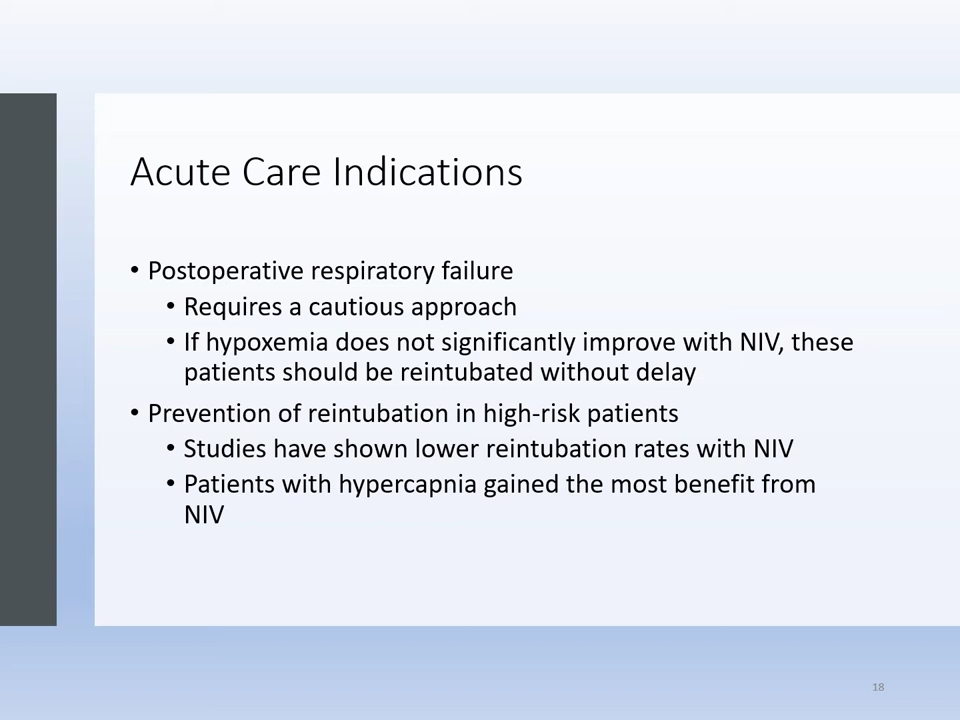 Acute Care Indications
• Postoperative respiratory failure
• Requires a cautious approach
• If hypoxemia does not significantly improve with NIV, these
patients should be reintubated without delay
• Prevention of reintubation in high-risk patients
• Studies have shown lower reintubation rates with NIV
• Patients with hypercapnia gained the most benefit from
NIV
18